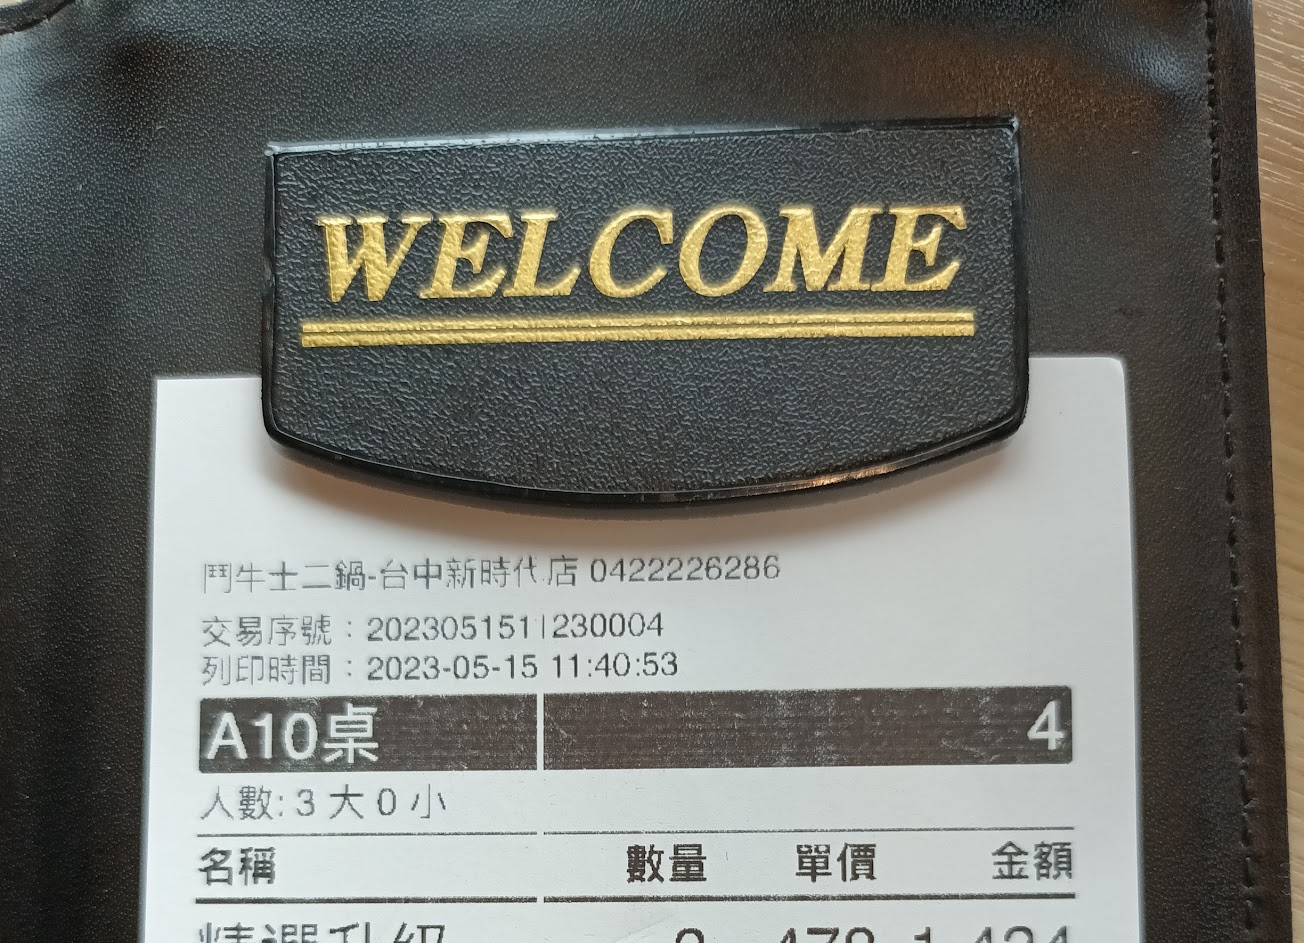 WELCOME
鬥牛士二鍋-台中新時代店 0422226286
交易序號：2023051511230004
列印時間：2023-05-15 11:40:53
A10桌 4
人數: 3 大 0 小
名稱 數量 單價 金額